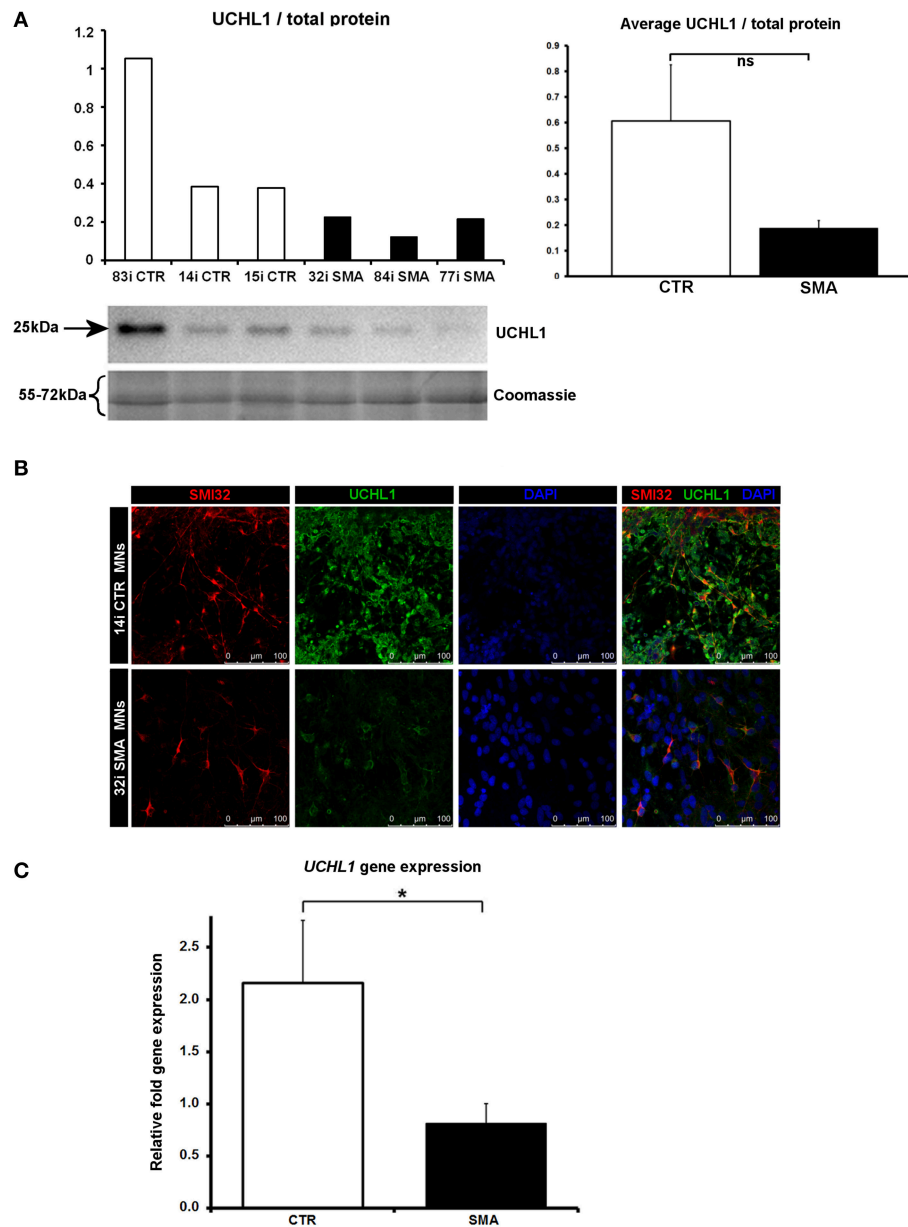 A
UCHL1 / total protein
1.2
1
0.8
0.6
0.4
0.2
0
83i CTR 14i CTR 15i CTR 32i SMA 84i SMA 77i SMA
Average UCHL1 / total protein
0.9
0.8
0.7
0.6
0.5
0.4
0.3
0.2
0.1
0
ns
CTR SMA
25kDa
UCHL1
55-72kDa
Coomassie
B
SMI32 UCHL1 DAPI SMI32 UCHL1 DAPI
14i CTR MNs
0 µm 100 0 µm 100 0 µm 100 0 µm 100
32i SMA MNs
0 µm 100 0 µm 100 0 µm 100 0 µm 100
C
UCHL1 gene expression
*
Relative fold gene expression
2.5
2.0
1.5
1.0
0.5
0.0
CTR SMA